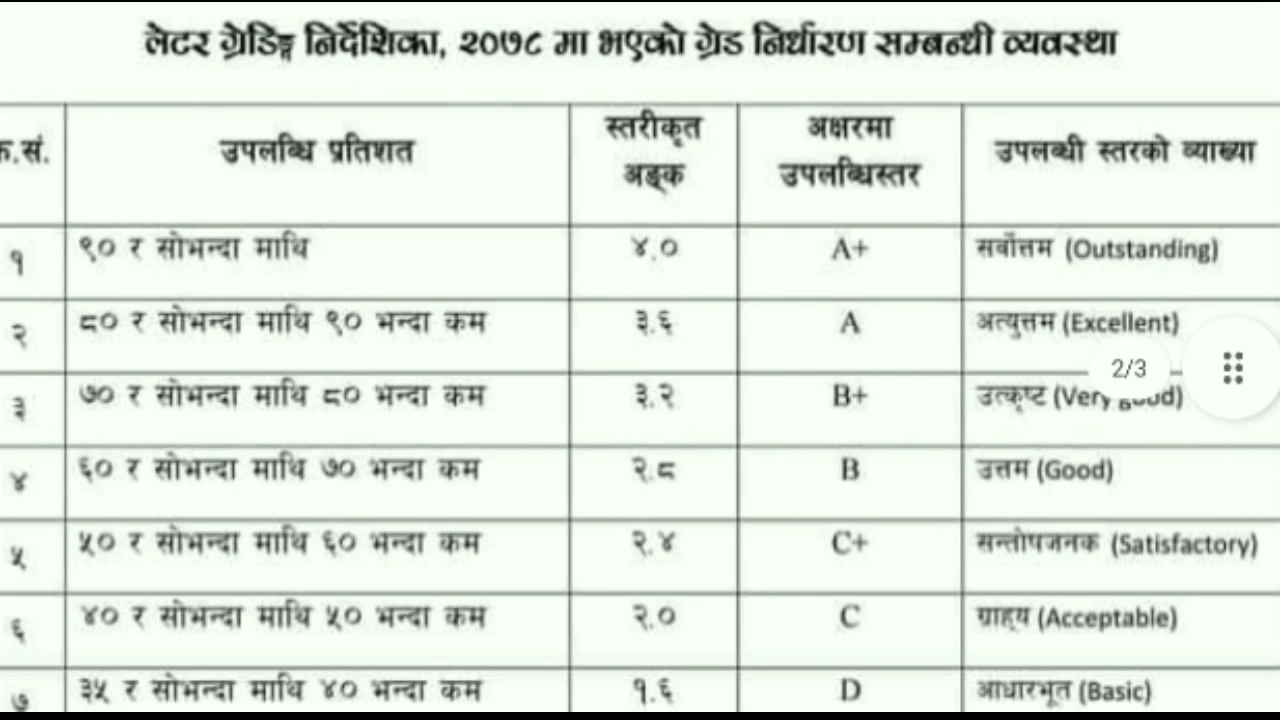 लेटर ग्रेडिङ्ग निर्देशिका, २०७८ मा भएको ग्रेड निर्धारण सम्बन्धी व्यवस्था
क.सं. उपलब्धि प्रतिशत स्तरीकृत अङ्क अक्षरमा उपलब्धिस्तर उपलब्धी स्तरको व्याख्या
१ ९० र सोभन्दा माथि ४.० A+ सर्वोत्तम (Outstanding)
२ ८० र सोभन्दा माथि ९० भन्दा कम ३.६ A अत्युत्तम (Excellent)
2/3
३ ७० र सोभन्दा माथि ८० भन्दा कम ३.२ B+ उत्कृष्ट (Very good)
४ ६० र सोभन्दा माथि ७० भन्दा कम २.८ B उत्तम (Good)
५ ५० र सोभन्दा माथि ६० भन्दा कम २.४ C+ सन्तोषजनक (Satisfactory)
६ ४० र सोभन्दा माथि ५० भन्दा कम २.० C ग्राह्य (Acceptable)
७ ३५ र सोभन्दा माथि ४० भन्दा कम १.६ D आधारभूत (Basic)